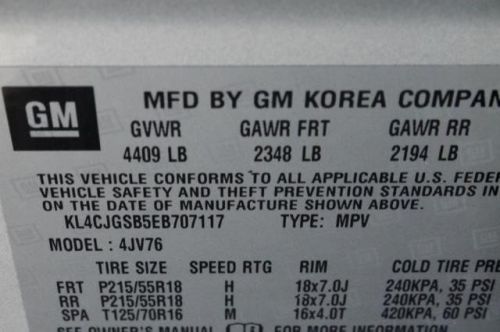 GM
MFD BY GM KOREA COMPAN
GVWR GAWR FRT GAWR RR
4409 LB 2348 LB 2194 LB
THIS VEHICLE CONFORMS TO ALL APPLICABLE U.S. FEDER
VEHICLE SAFETY AND THEFT PREVENTION STANDARDS IN
ON THE DATE OF MANUFACTURE SHOWN ABOVE.
KL4CJGSB5EB707117 TYPE: MPV
MODEL : 4JV76
TIRE SIZE SPEED RTG RIM COLD TIRE PRE
FRT P215/55R18 H 18x7.0J 240KPA, 35 PSI
RR P215/55R18 H 18x7.0J 240KPA, 35 PSI
SPA T125/70R16 M 16x4.0T 420KPA, 60 PSI
SEE OWNER'S MANUAL FOR MORE INFORMATION